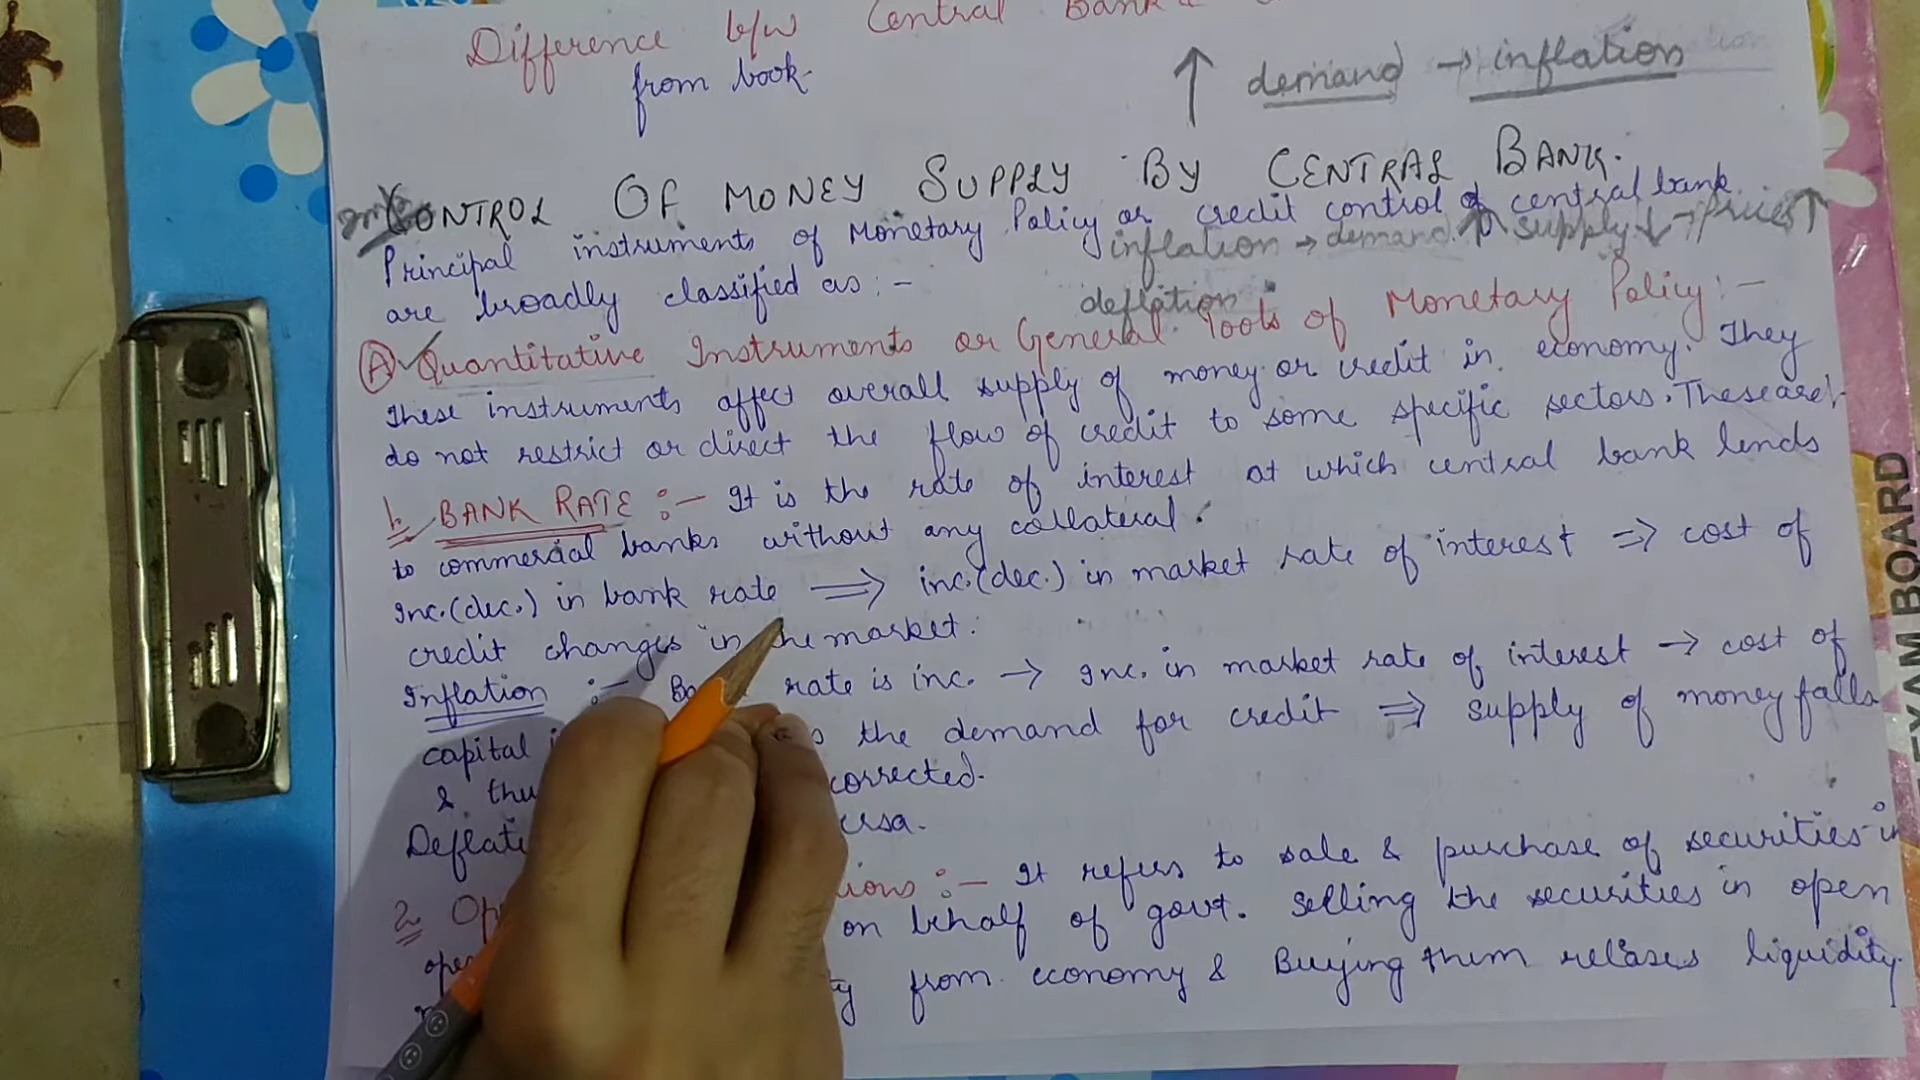 Difference b/w Central Bank &
from book.
↑ demand → inflation
CONTROL OF MONEY SUPPLY BY CENTRAL BANK.
Principal instruments of Monetary Policy or credit control of central bank
inflation → demand ↑ supply ↓ → prices ↑
are broadly classified as :-
deflation
A Quantitative Instruments or General Tools of Monetary Policy :-
These instruments affect overall supply of money or credit in economy. They
do not restrict or direct the flow of credit to some specific sectors. These are
1. BANK RATE :- It is the rate of interest at which central bank lends
to commercial banks without any collateral.
Inc.(dec.) in bank rate ⇒ inc.(dec.) in market rate of interest ⇒ cost of
credit changes in the market.
Inflation :- rate is inc. → Inc. in market rate of interest → cost of
capital the demand for credit ⇒ supply of money falls
& corrected.
2
on behalf of govt. selling the securities in open
It refers to sale & purchase of securities in
from economy & Buying them relases liquidity.
EXAM BOARD